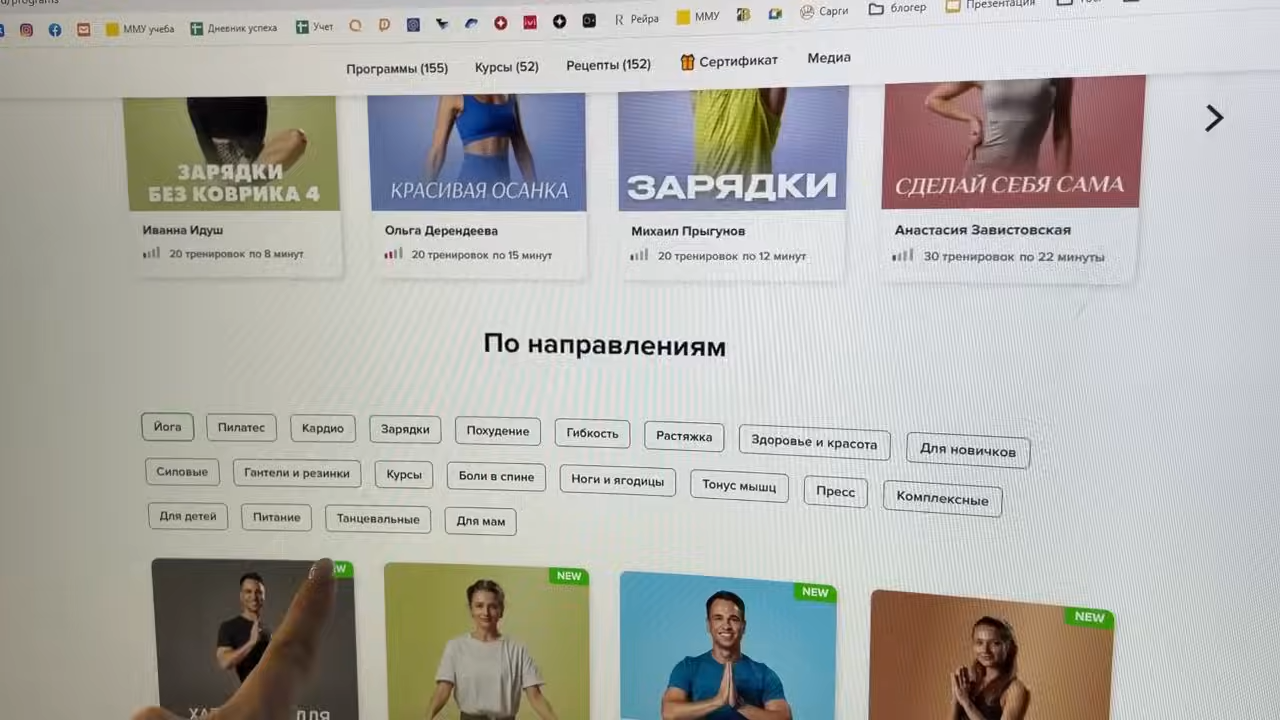 ММУ учеба Дневник успеха Учет Рейра ММУ Сарги блогер Презентация
Программы (155) Курсы (52) Рецепты (152) Сертификат Медиа
ЗАРЯДКИ
БЕЗ КОВРИКА 4
КРАСИВАЯ ОСАНКА
ЗАРЯДКИ
СДЕЛАЙ СЕБЯ САМА
Иванна Идуш
20 тренировок по 8 минут
Ольга Дерендеева
20 тренировок по 15 минут
Михаил Прыгунов
20 тренировок по 12 минут
Анастасия Завистовская
30 тренировок по 22 минуты
По направлениям
Йога Пилатес Кардио Зарядки Похудение Гибкость Растяжка Здоровье и красота Для новичков
Силовые Гантели и резинки Курсы Боли в спине Ноги и ягодицы Тонус мышц Пресс Комплексные
Для детей Питание Танцевальные Для мам
NEW
NEW
NEW
ДЛЯ